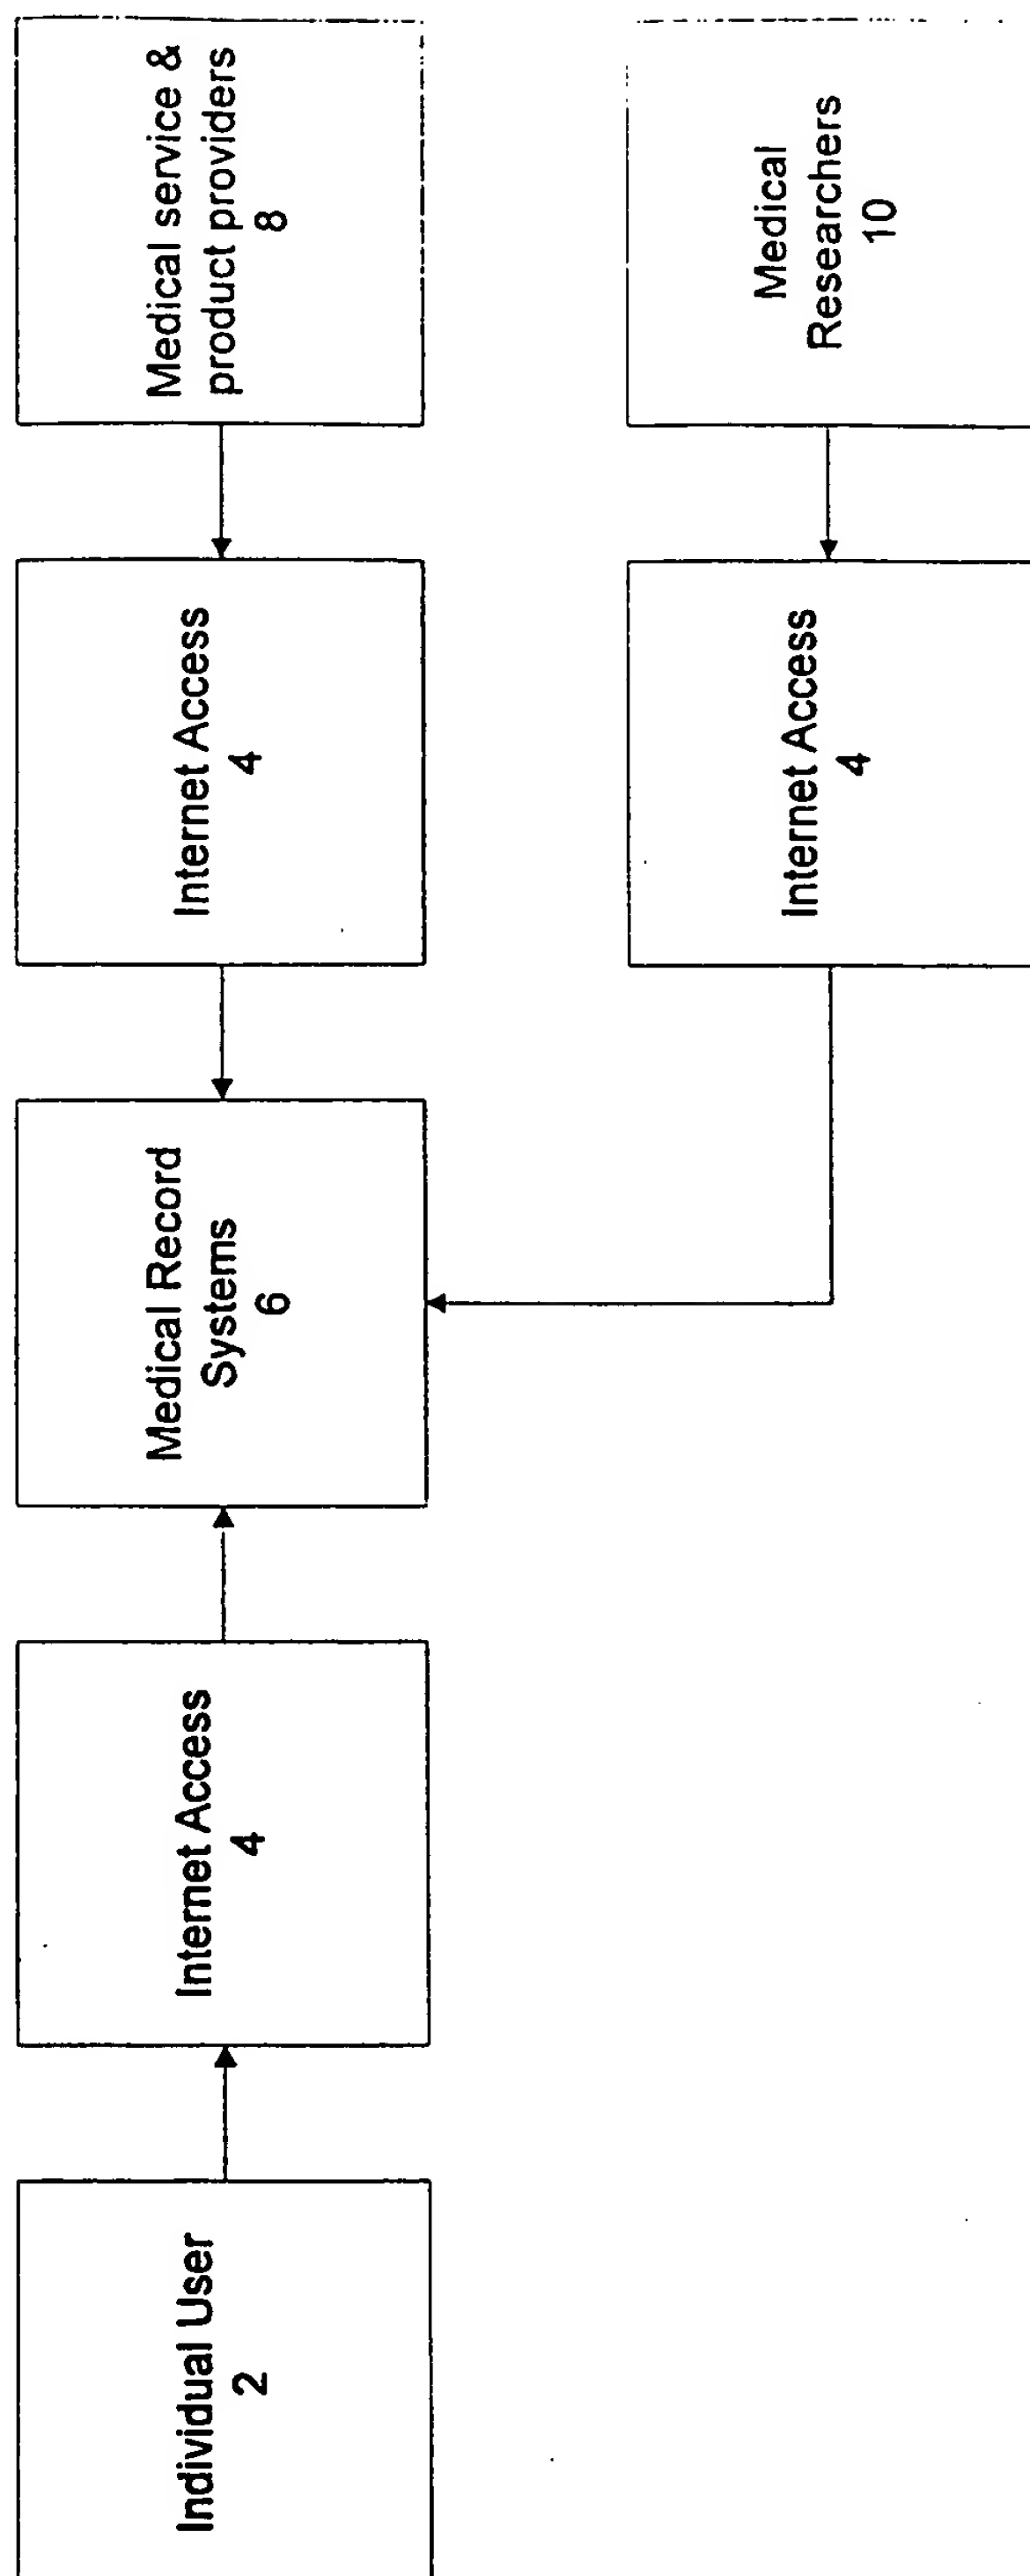 Individual User
2
Internet Access
4
Medical Record
Systems
6
Internet Access
4
Medical service &
product providers
8
Internet Access
4
Medical
Researchers
10